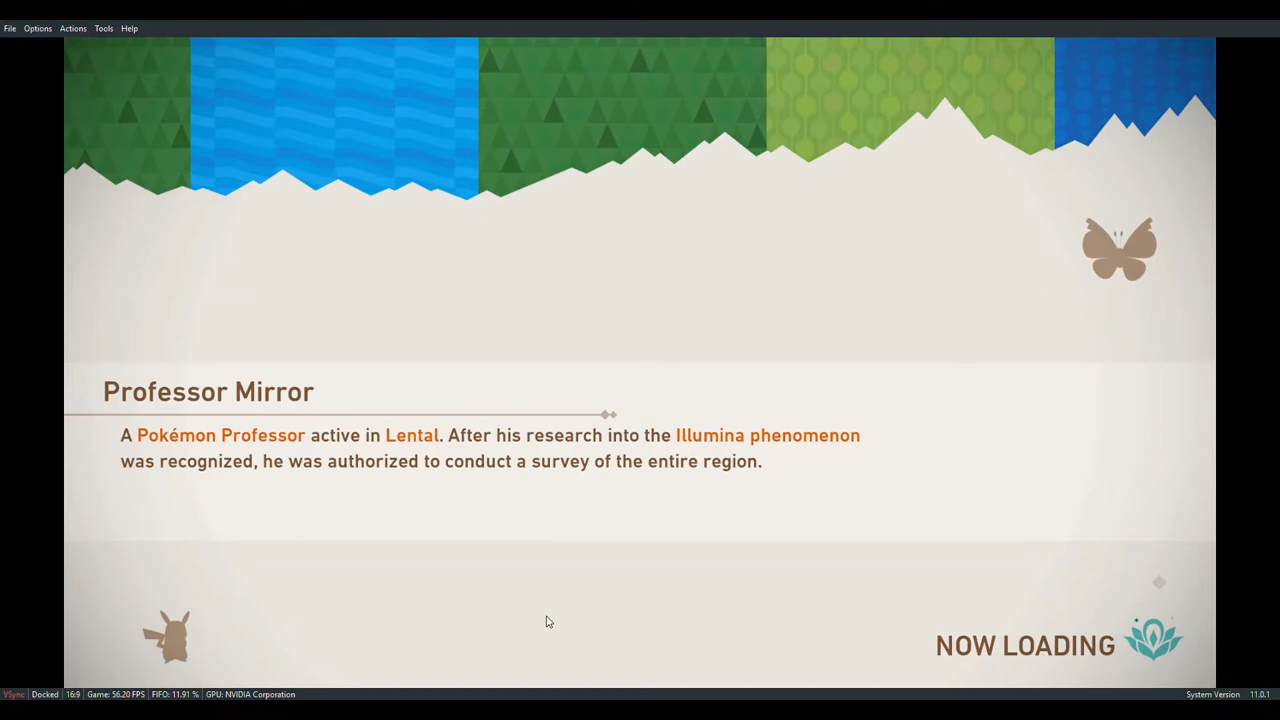 File Options Actions Tools Help
Professor Mirror
A Pokémon Professor active in Lental. After his research into the Illumina phenomenon
was recognized, he was authorized to conduct a survey of the entire region.
NOW LOADING
VSync Docked 16:9 Game: 56.20 FPS FIFO: 11.91 % GPU: NVIDIA Corporation System Version 11.0.1